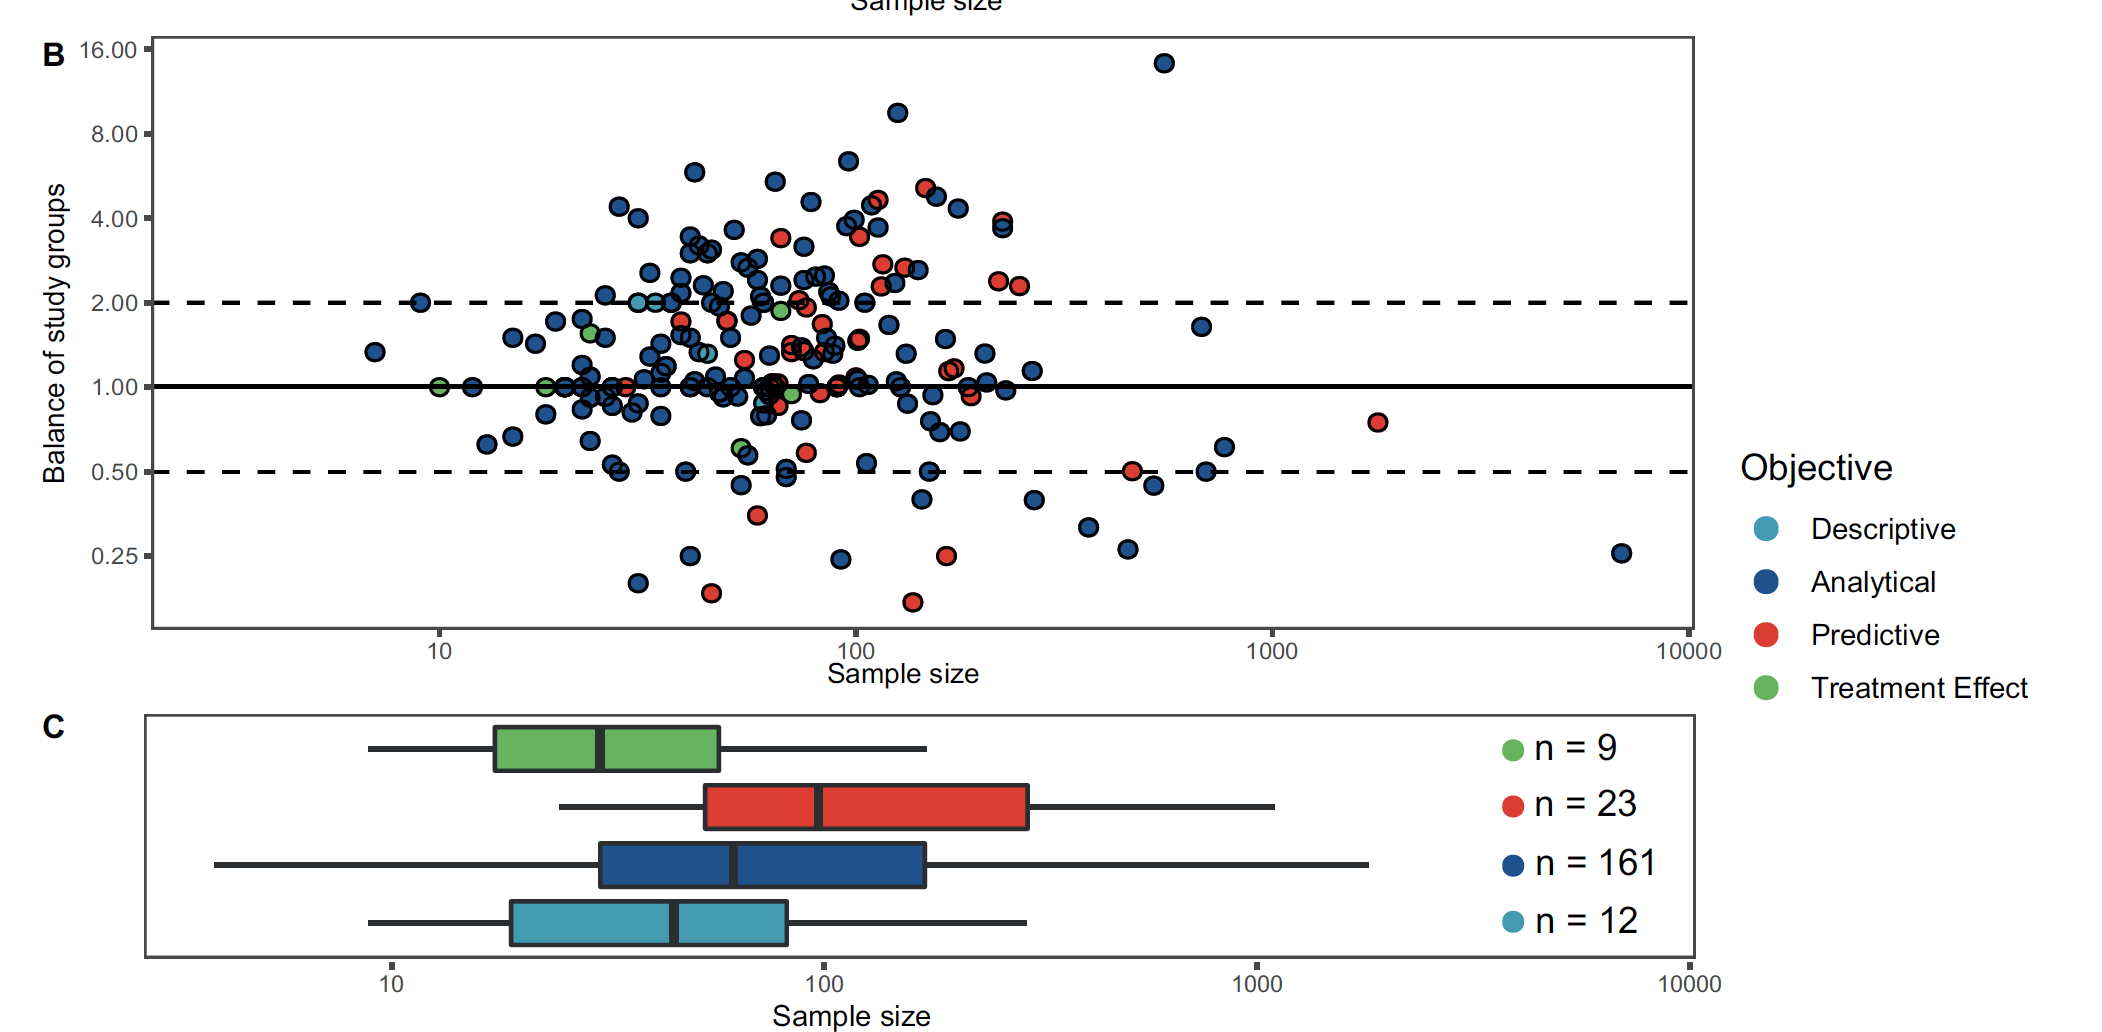 Sample size
B
16.00
8.00
4.00
2.00
1.00
0.50
0.25
Balance of study groups
10 100 1000 10000
Sample size
Objective
Descriptive
Analytical
Predictive
Treatment Effect
C
n = 9
n = 23
n = 161
n = 12
10 100 1000 10000
Sample size